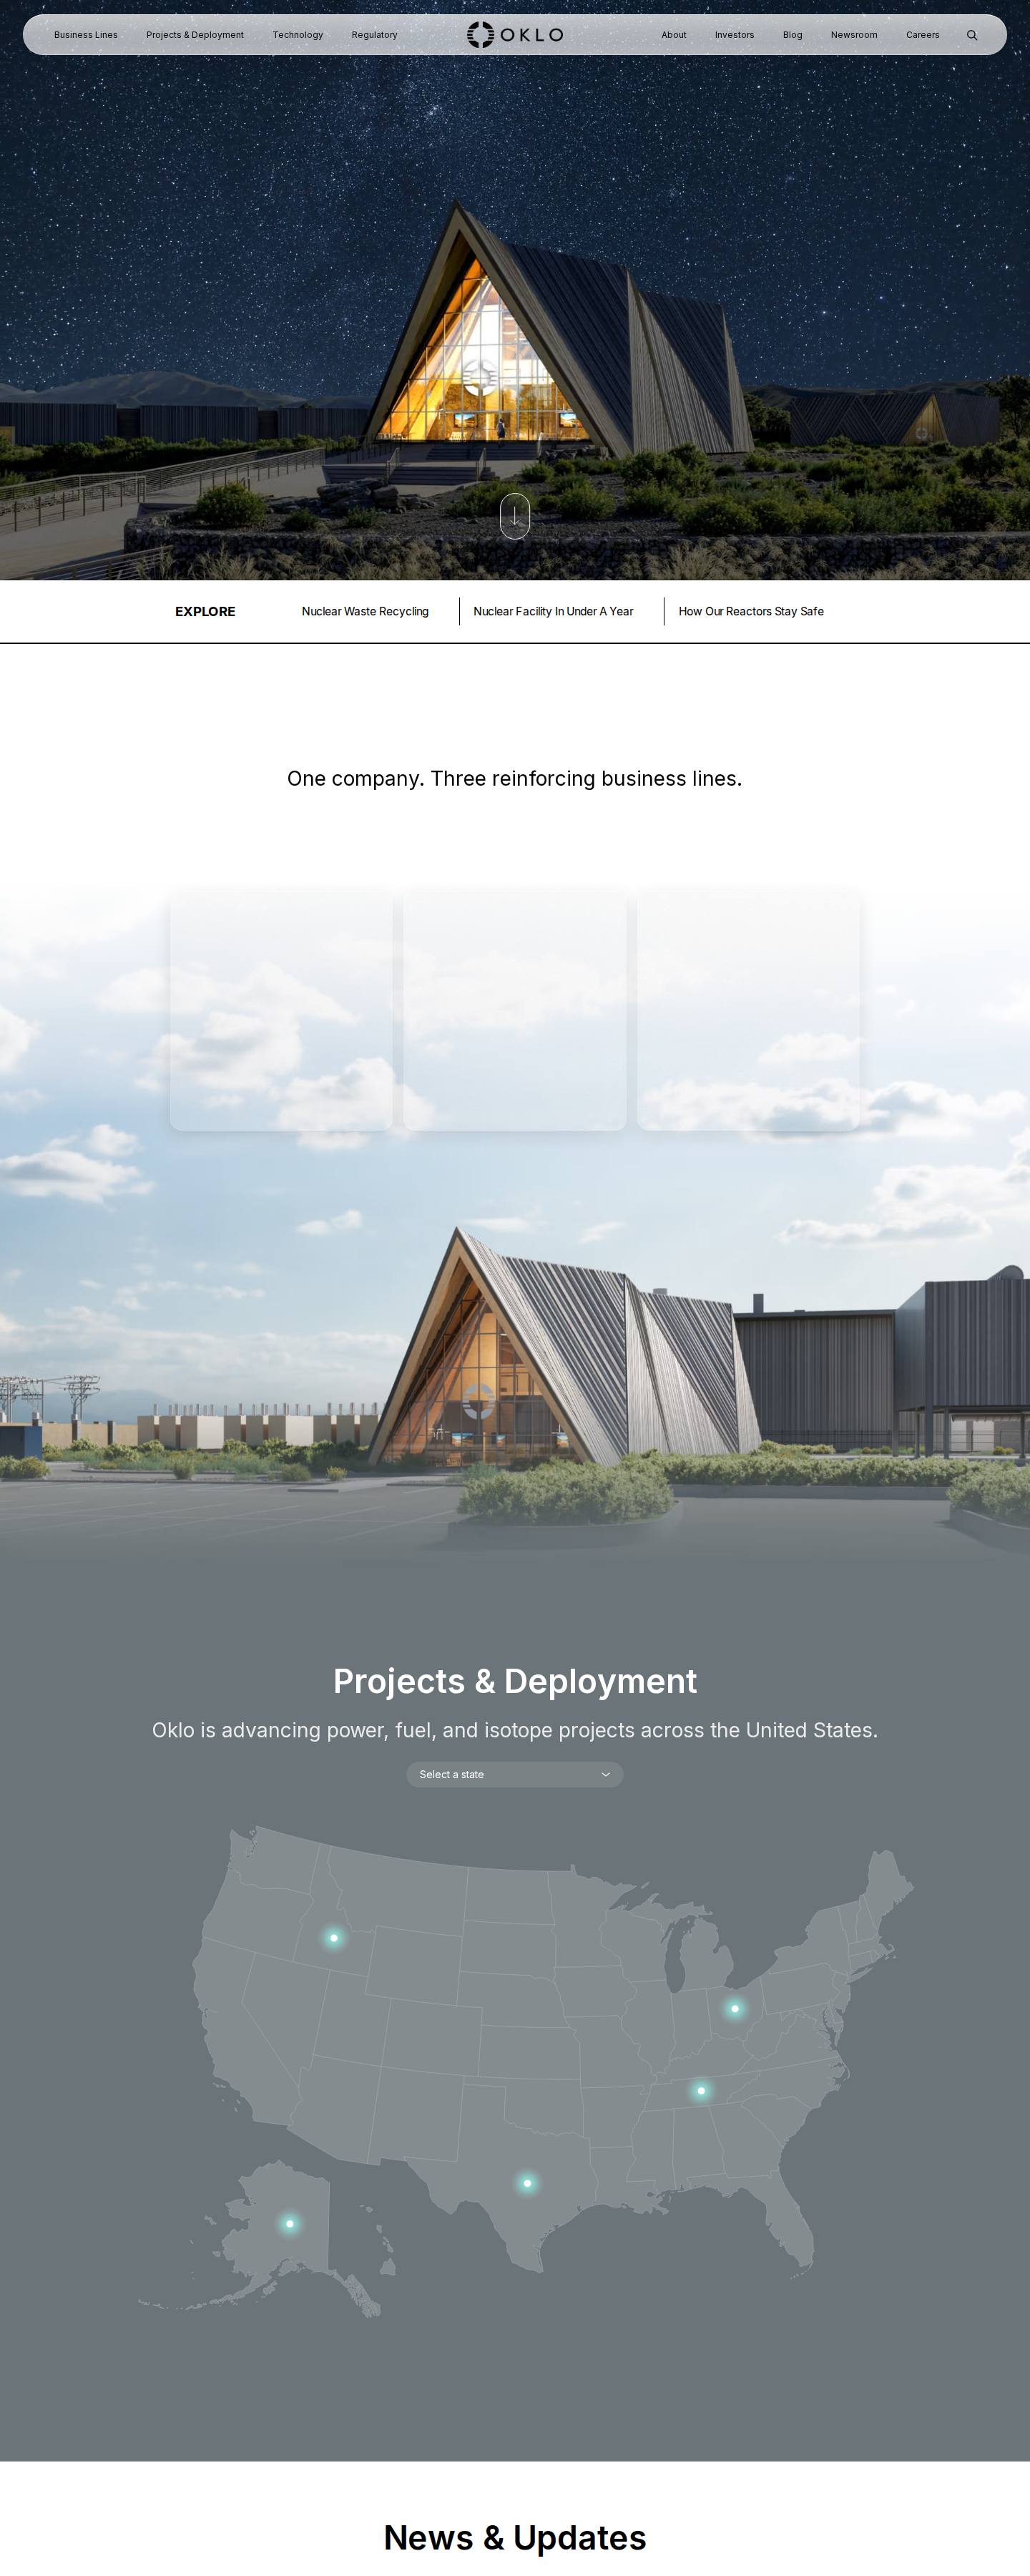 Business Lines
Projects & Deployment
Technology
Regulatory
OKLO
About
Investors
Blog
Newsroom
Careers
EXPLORE
Nuclear Waste Recycling
Nuclear Facility In Under A Year
How Our Reactors Stay Safe
One company. Three reinforcing business lines.
Projects & Deployment
Oklo is advancing power, fuel, and isotope projects across the United States.
Select a state
News & Updates